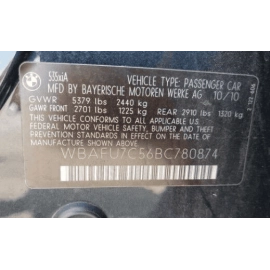 BMW
535xiA
VEHICLE TYPE: PASSENGER CAR
MFD BY BAYERISCHE MOTOREN WERKE AG 10/10
GVWR 5379 lbs 2440 kg
GAWR FRONT 2701 lbs 1225 kg REAR 2910 lbs 1320 kg
THIS VEHICLE CONFORMS TO ALL APPLICABLE
FEDERAL MOTOR VEHICLE SAFETY, BUMPER, AND THEFT
PREVENTION STANDARDS IN EFFECT ON THE DATE OF
MANUFACTURE SHOWN ABOVE.
WBAFU7C56BC780874